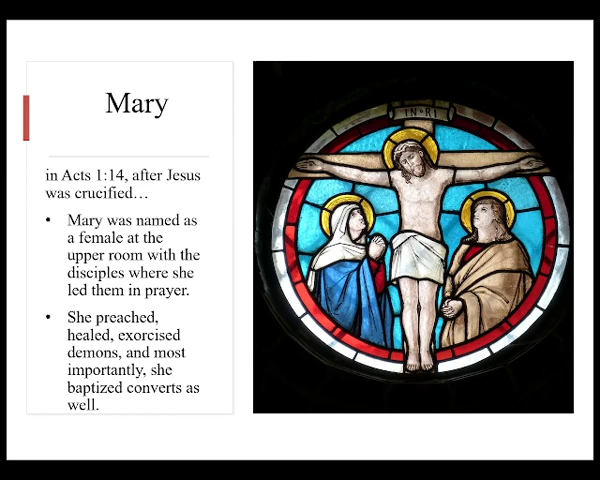 Mary
in Acts 1:14, after Jesus
was crucified…
• Mary was named as
a female at the
upper room with the
disciples where she
led them in prayer.
• She preached,
healed, exorcised
demons, and most
importantly, she
baptized converts as
well.
IN·RI